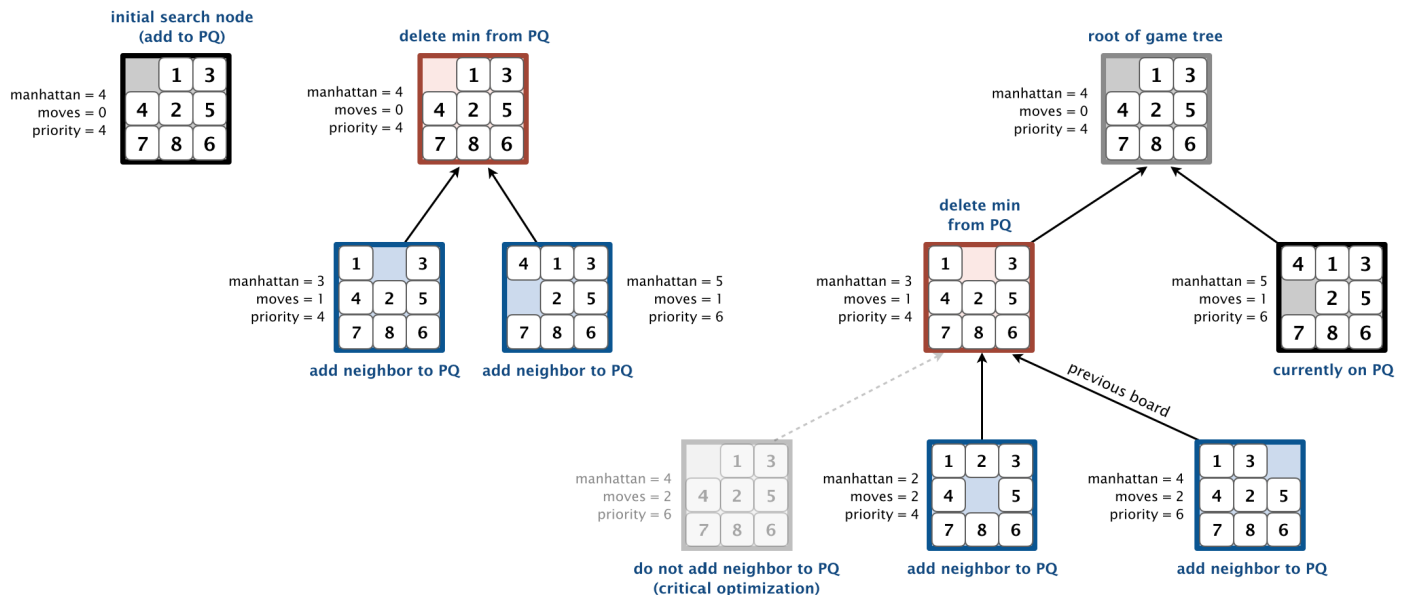 initial search node
(add to PQ)
manhattan = 4
moves = 0
priority = 4
1 3
4 2 5
7 8 6
delete min from PQ
manhattan = 4
moves = 0
priority = 4
1 3
4 2 5
7 8 6
manhattan = 3
moves = 1
priority = 4
1 3
4 2 5
7 8 6
add neighbor to PQ
4 1 3
2 5
7 8 6
manhattan = 5
moves = 1
priority = 6
add neighbor to PQ
root of game tree
manhattan = 4
moves = 0
priority = 4
1 3
4 2 5
7 8 6
delete min
from PQ
manhattan = 3
moves = 1
priority = 4
1 3
4 2 5
7 8 6
manhattan = 5
moves = 1
priority = 6
4 1 3
2 5
7 8 6
currently on PQ
previous board
manhattan = 4
moves = 2
priority = 6
1 3
4 2 5
7 8 6
do not add neighbor to PQ
(critical optimization)
manhattan = 2
moves = 2
priority = 4
1 2 3
4 5
7 8 6
add neighbor to PQ
manhattan = 4
moves = 2
priority = 6
1 3
4 2 5
7 8 6
add neighbor to PQ